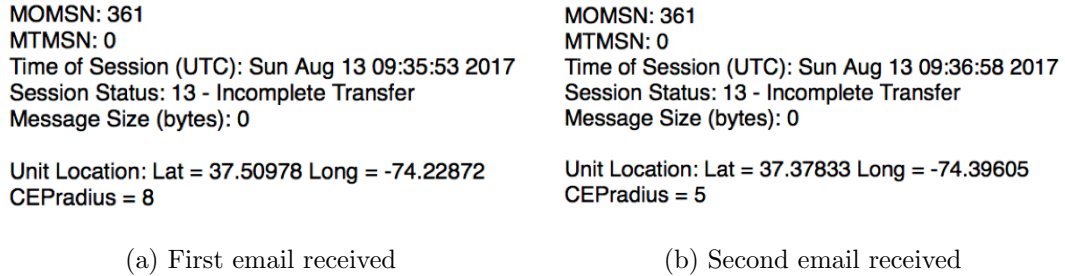 MOMSN: 361
MTMSN: 0
Time of Session (UTC): Sun Aug 13 09:35:53 2017
Session Status: 13 - Incomplete Transfer
Message Size (bytes): 0
Unit Location: Lat = 37.50978 Long = -74.22872
CEPradius = 8
(a) First email received
MOMSN: 361
MTMSN: 0
Time of Session (UTC): Sun Aug 13 09:36:58 2017
Session Status: 13 - Incomplete Transfer
Message Size (bytes): 0
Unit Location: Lat = 37.37833 Long = -74.39605
CEPradius = 5
(b) Second email received